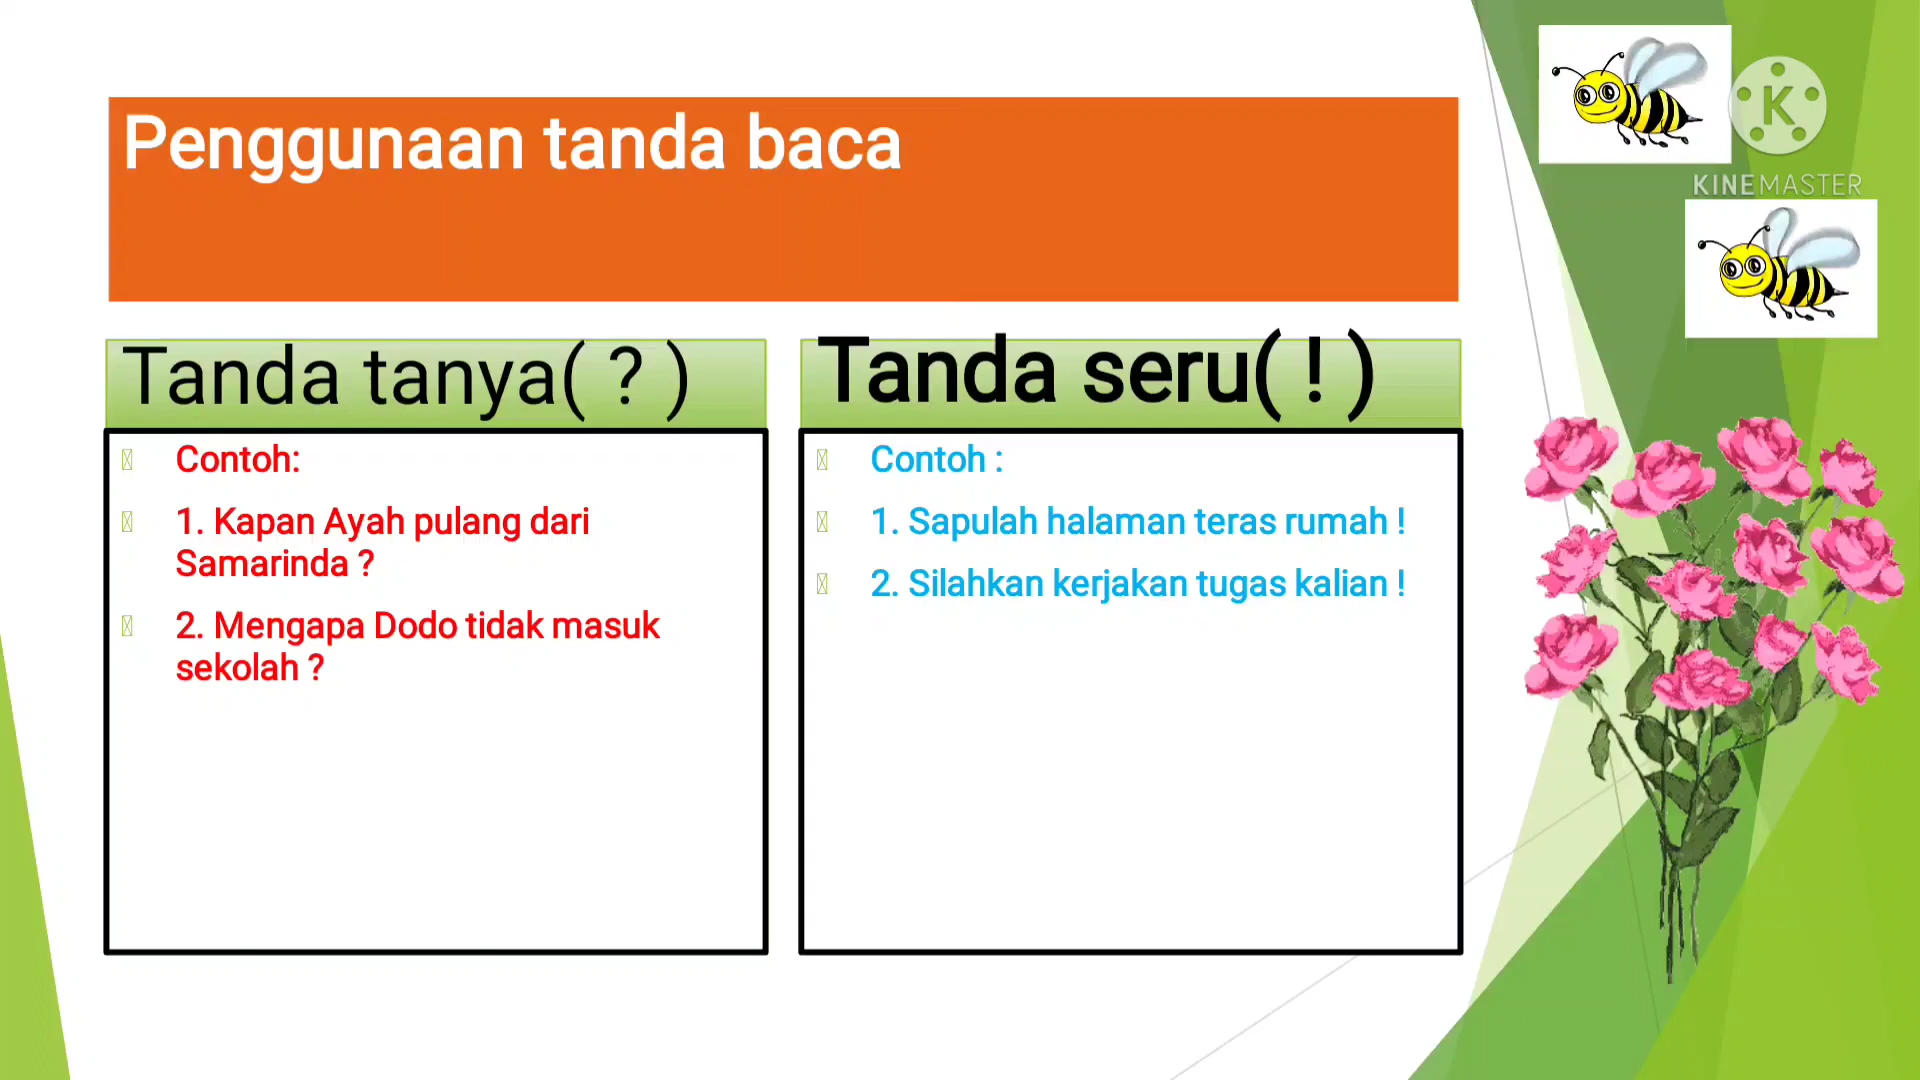 Penggunaan tanda baca
Tanda tanya( ? )
Contoh:
1. Kapan Ayah pulang dari
Samarinda ?
2. Mengapa Dodo tidak masuk
sekolah ?
Tanda seru( ! )
Contoh :
1. Sapulah halaman teras rumah !
2. Silahkan kerjakan tugas kalian !
K
KINEMASTER